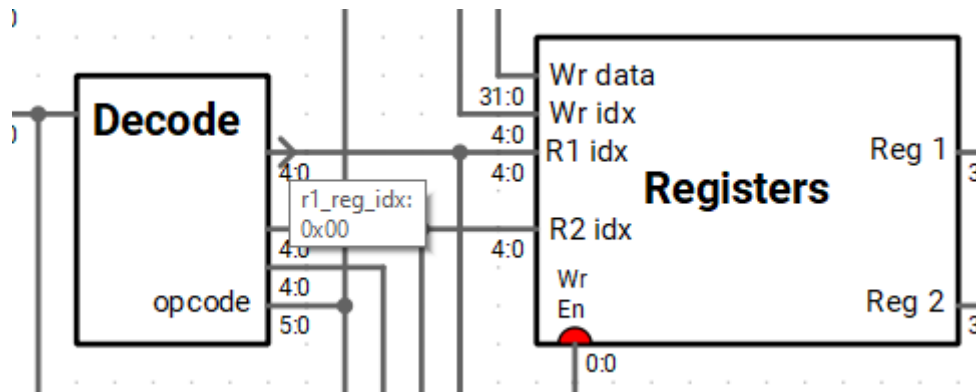 Decode
4:0
r1_reg_idx:
0x00
4:0
4:0
opcode
5:0
Wr data
31:0
Wr idx
4:0
R1 idx
4:0
R2 idx
4:0
Registers
Reg 1
Reg 2
Wr
En
0:0